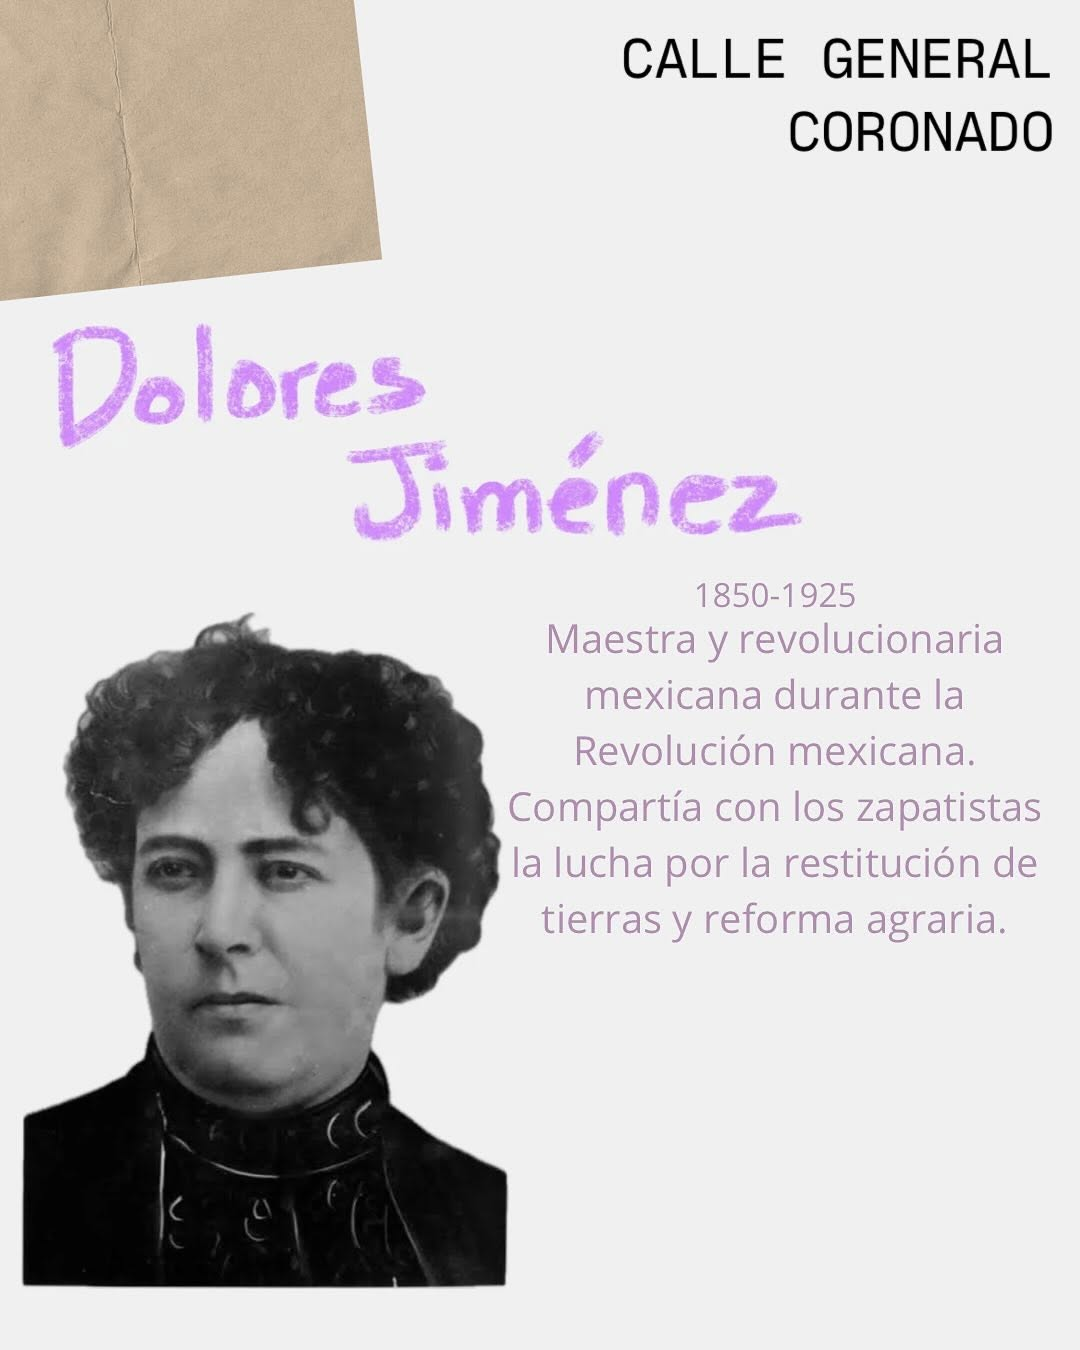 CALLE GENERAL
CORONADO
Dolores
Jiménez
1850-1925
Maestra y revolucionaria
mexicana durante la
Revolución mexicana.
Compartía con los zapatistas
la lucha por la restitución de
tierras y reforma agraria.